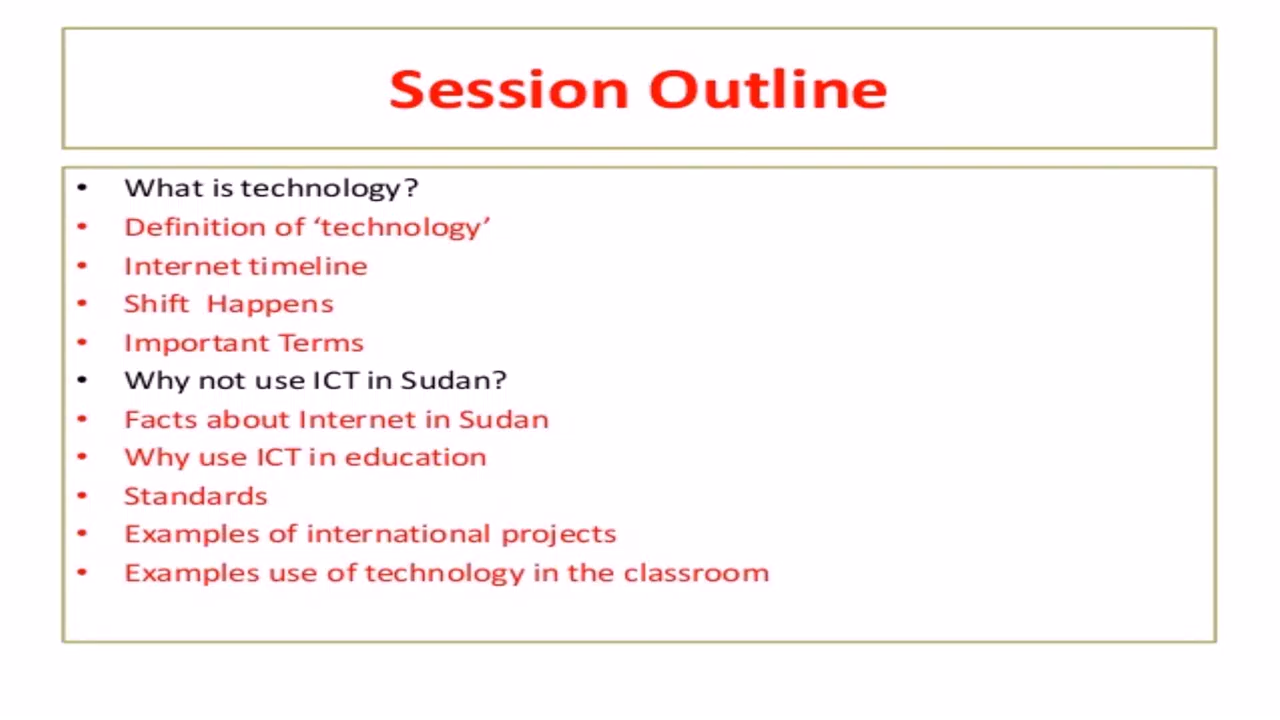 Session Outline
• What is technology?
• Definition of ‘technology’
• Internet timeline
• Shift  Happens
• Important Terms
• Why not use ICT in Sudan?
• Facts about Internet in Sudan
• Why use ICT in education
• Standards
• Examples of international projects
• Examples use of technology in the classroom